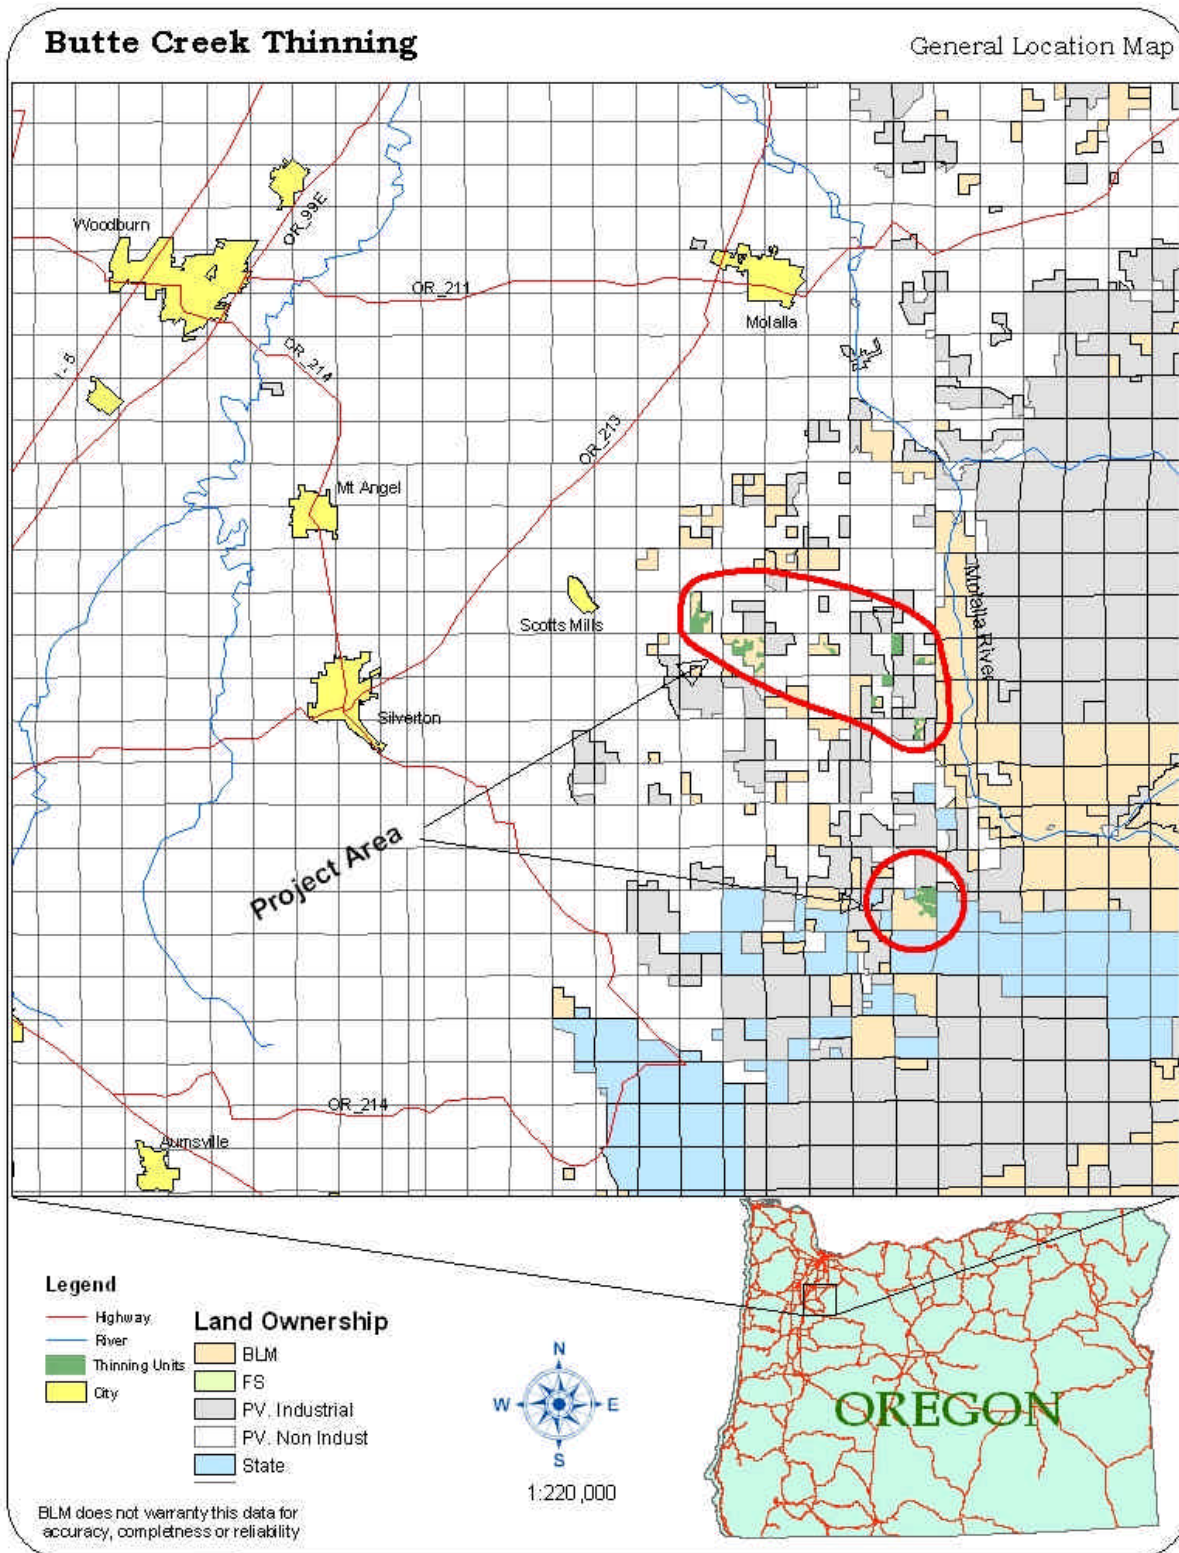 Butte Creek Thinning
General Location Map
Woodburn
OR_99E
OR_211
Molalla
I - 5
OR_214
OR_213
Mt Angel
Scotts Mills
Molalla River
Silverton
Project Area
OR_214
Aumsville
Legend
Highway
River
Thinning Units
City
Land Ownership
BLM
FS
PV. Industrial
PV. Non Indust
State
N
W
E
S
1:220,000
OREGON
BLM does not warranty this data for
accuracy, completness or reliability